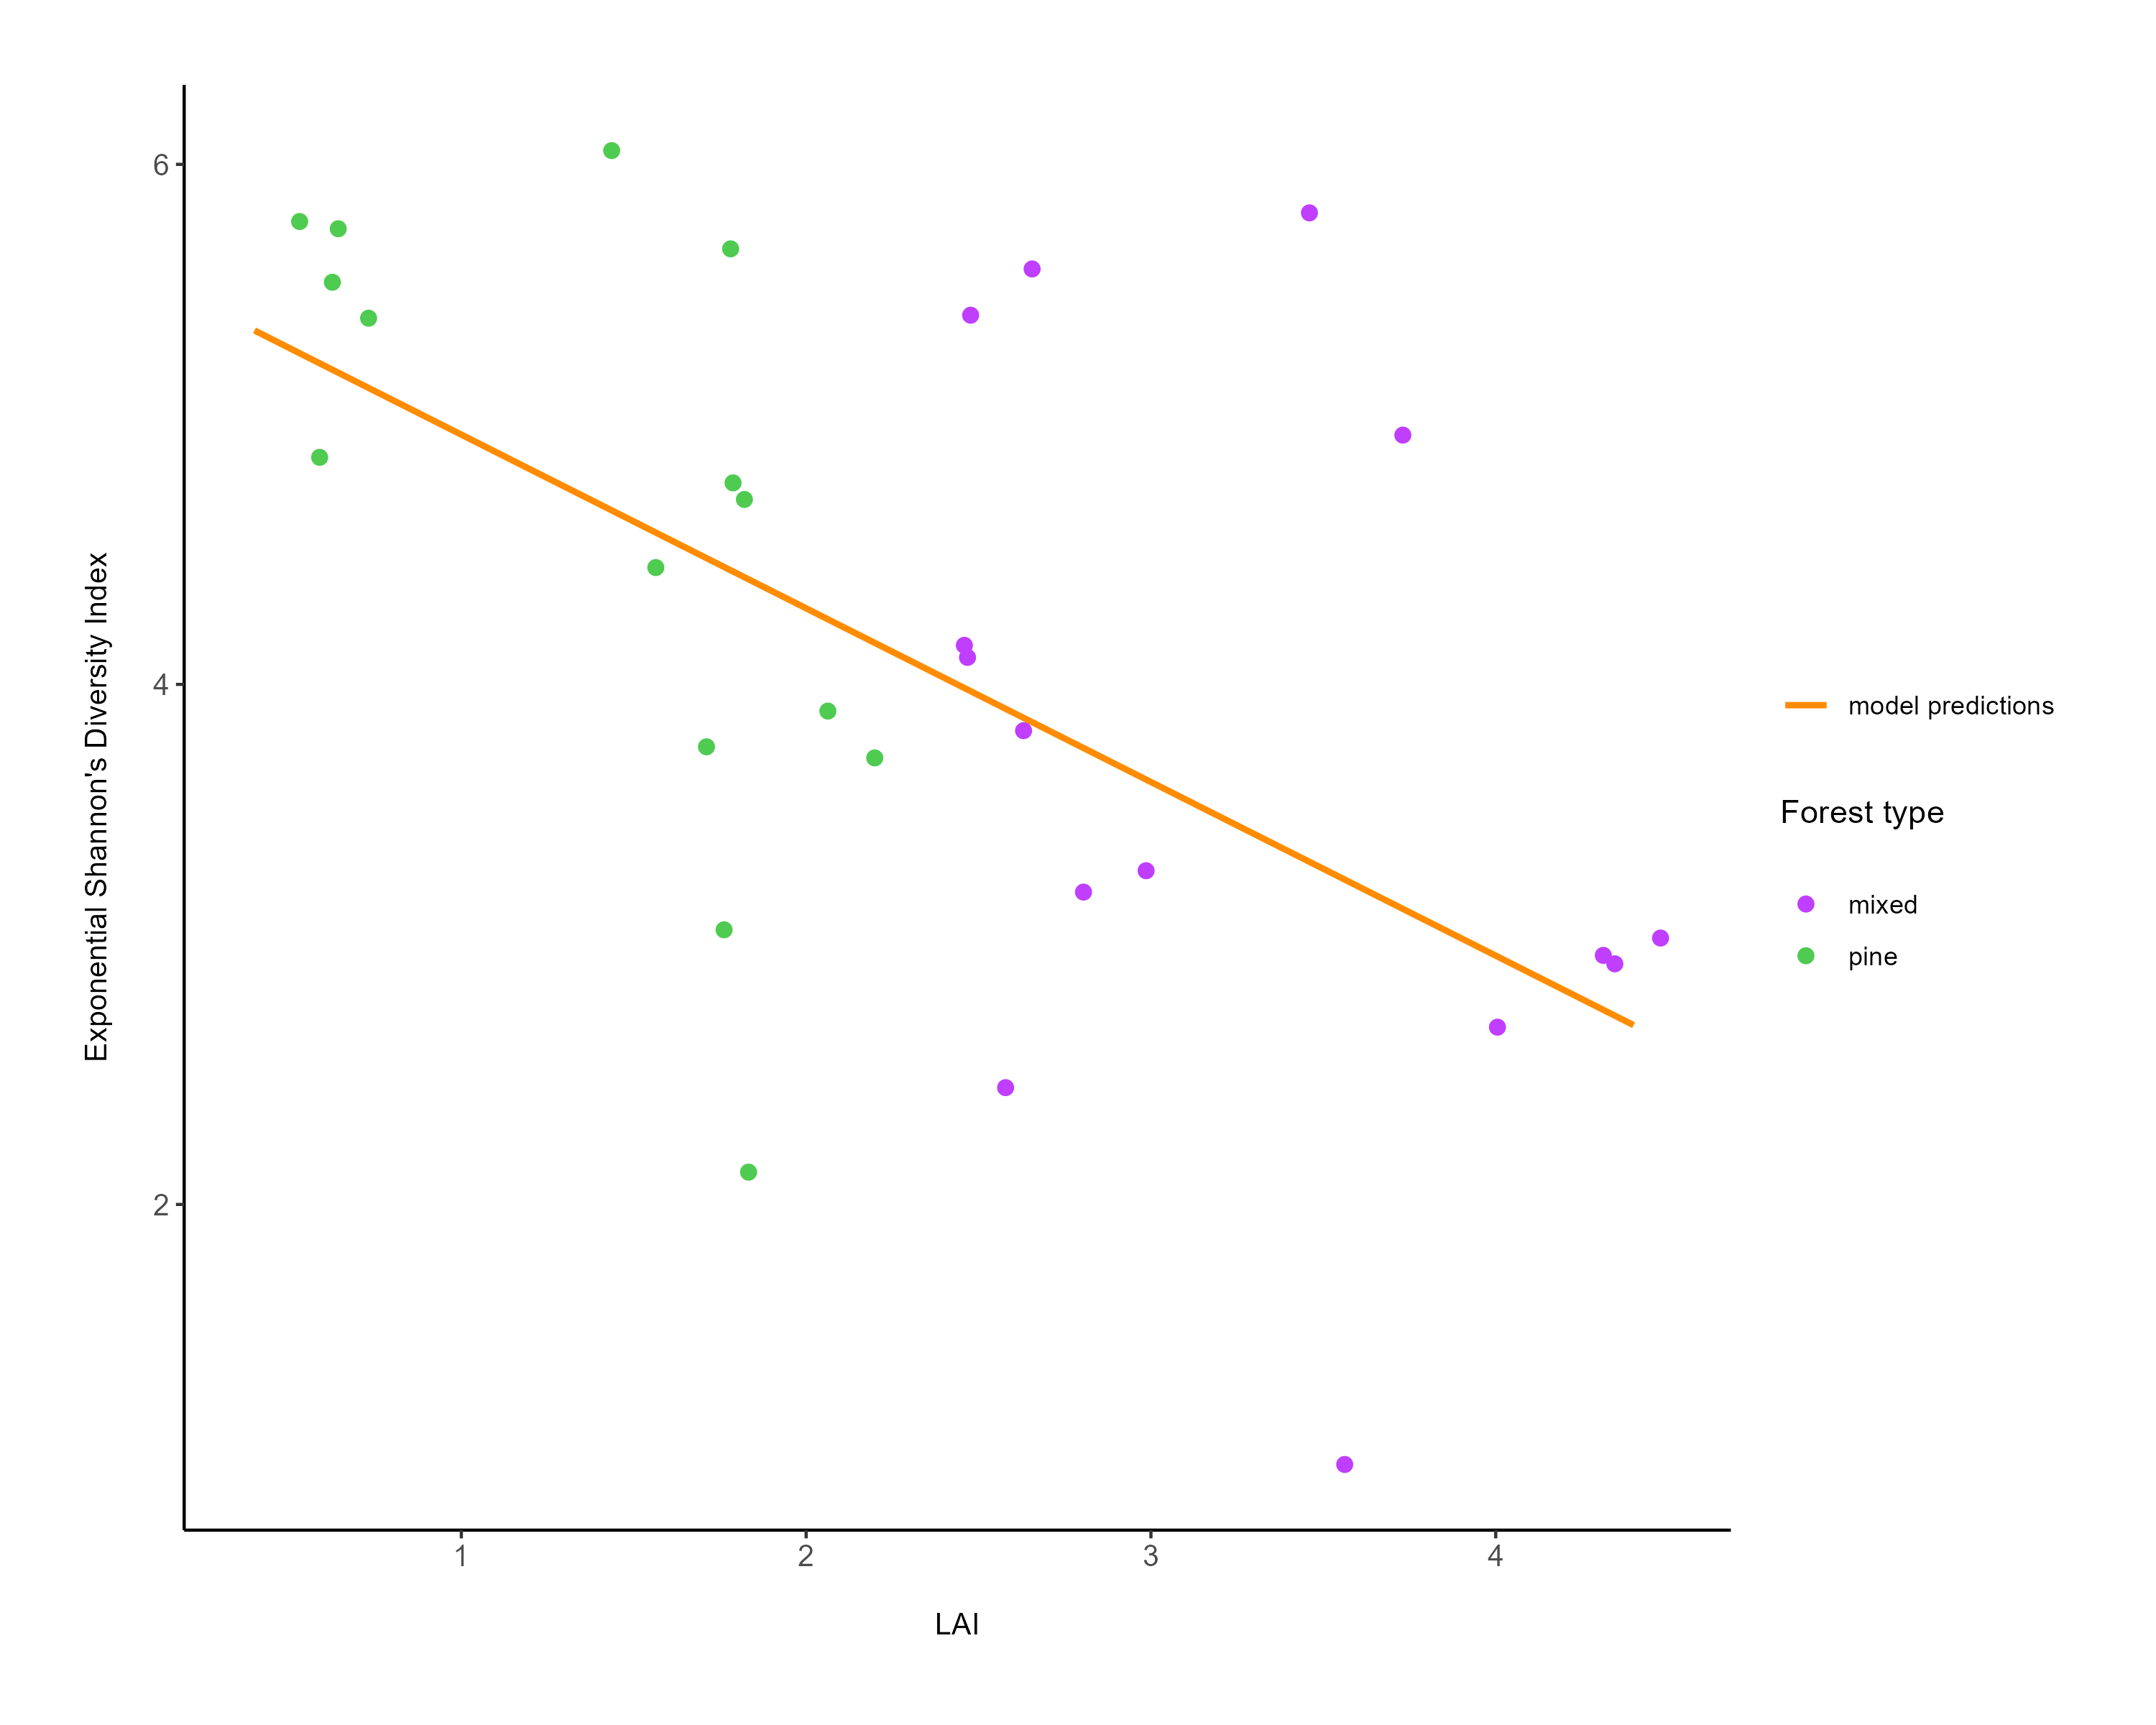 6
4
2
Exponential Shannon's Diversity Index
1
2
3
4
LAI
model predictions
Forest type
mixed
pine